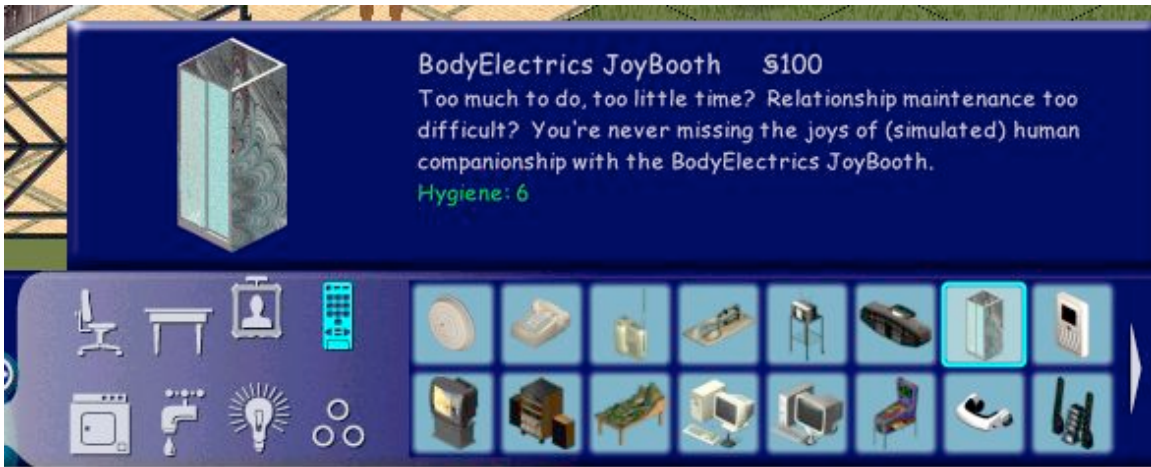 BodyElectrics JoyBooth §100
Too much to do, too little time? Relationship maintenance too
difficult? You're never missing the joys of (simulated) human
companionship with the BodyElectrics JoyBooth.
Hygiene: 6